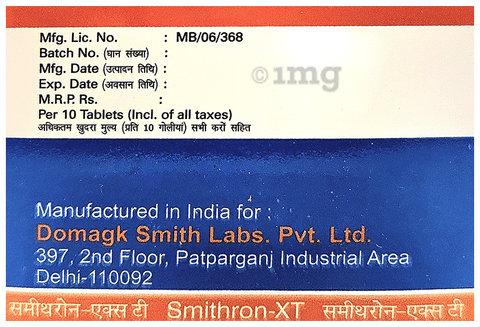 Mfg. Lic. No. : MB/06/368
Batch No. (घान संख्या) :
Mfg. Date (उत्पादन तिथि) :
Exp. Date (अवसान तिथि) :
M.R.P. Rs. :
Per 10 Tablets (Incl. of all taxes)
अधिकतम खुदरा मुल्य (प्रति 10 गोलीयां) सभी करों सहित
©1mg
Manufactured in India for :
Domagk Smith Labs. Pvt. Ltd.
397, 2nd Floor, Patparganj Industrial Area
Delhi-110092
समीथरोन-एक्स टी Smithron-XT समीथरोन-एक्स टी